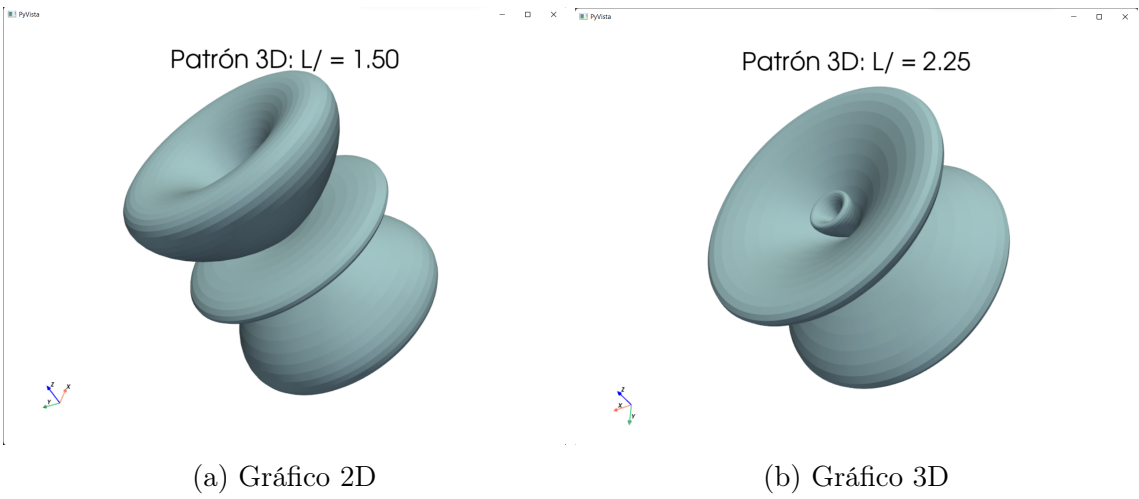 PyVista
Patrón 3D: L/ = 1.50
Z
X
Y
(a) Gráfico 2D
PyVista
Patrón 3D: L/ = 2.25
Z
X
Y
(b) Gráfico 3D